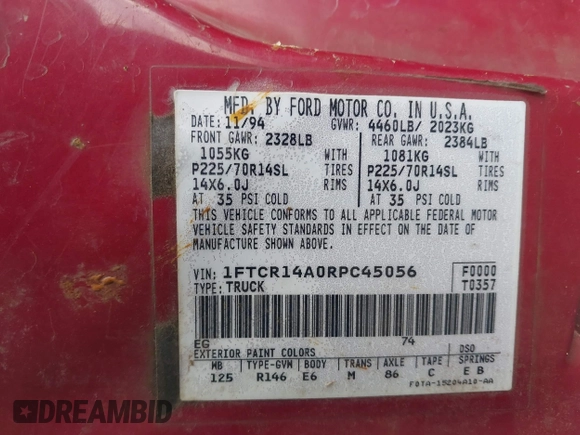 MFD. BY FORD MOTOR CO. IN U.S.A.
DATE: 11/94 GVWR: 4460LB/ 2023KG
FRONT GAWR: 2328LB REAR GAWR: 2384LB
1055KG WITH 1081KG WITH
P225/70R14SL TIRES P225/70R14SL TIRES
14X6.0J RIMS 14X6.0J RIMS
AT 35 PSI COLD AT 35 PSI COLD
THIS VEHICLE CONFORMS TO ALL APPLICABLE FEDERAL MOTOR
VEHICLE SAFETY STANDARDS IN EFFECT ON THE DATE OF
MANUFACTURE SHOWN ABOVE.
VIN: 1FTCR14A0RPC45056 F0000
TYPE: TRUCK T0357
EG 74
EXTERIOR PAINT COLORS DSO
MB TYPE-GVM BODY TRANS AXLE TAPE SPRINGS
125 R146 E6 M 86 C E B
F0TA-15204A10-AA
DREAMBID